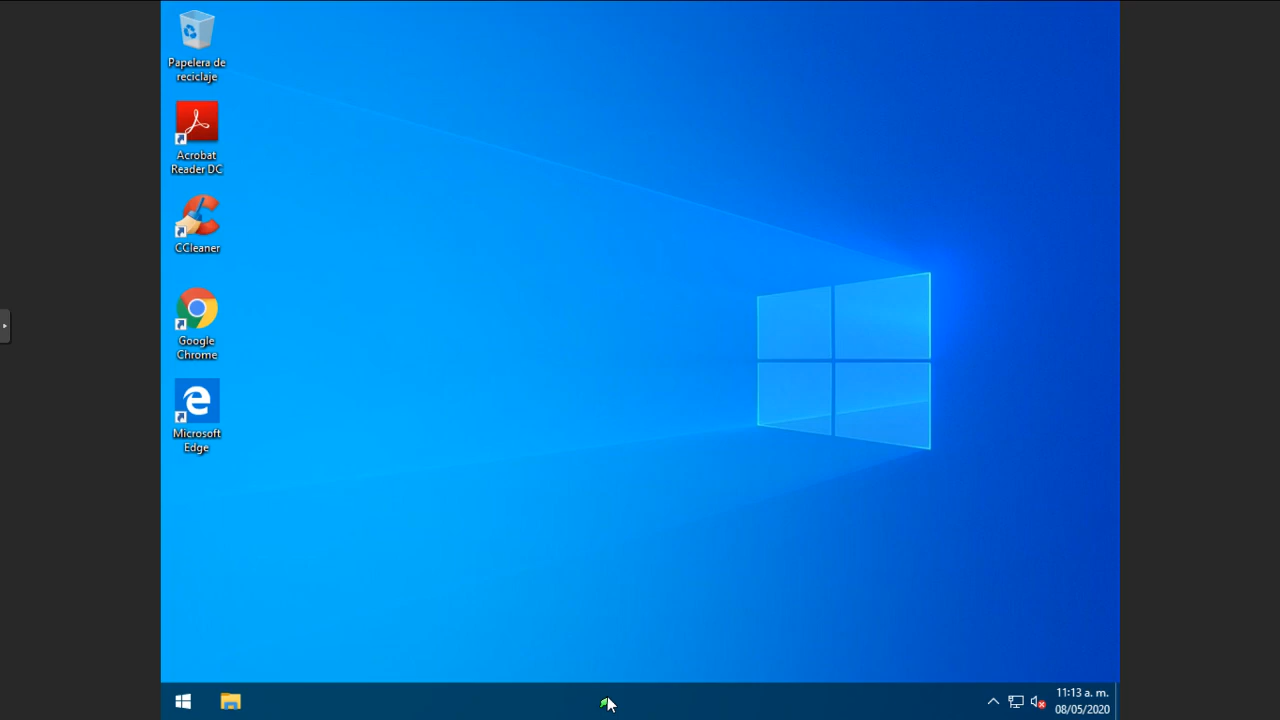 Papelera de
reciclaje
Acrobat
Reader DC
CCleaner
Google
Chrome
Microsoft
Edge
11:13 a. m.
08/05/2020